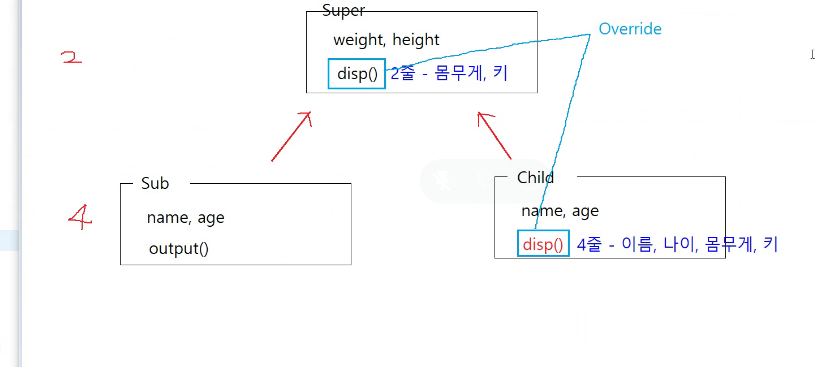 Super
Override
weight, height
2
disp() 2줄 - 몸무게, 키
Sub
name, age
output()
4
Child
name, age
disp() 4줄 - 이름, 나이, 몸무게, 키